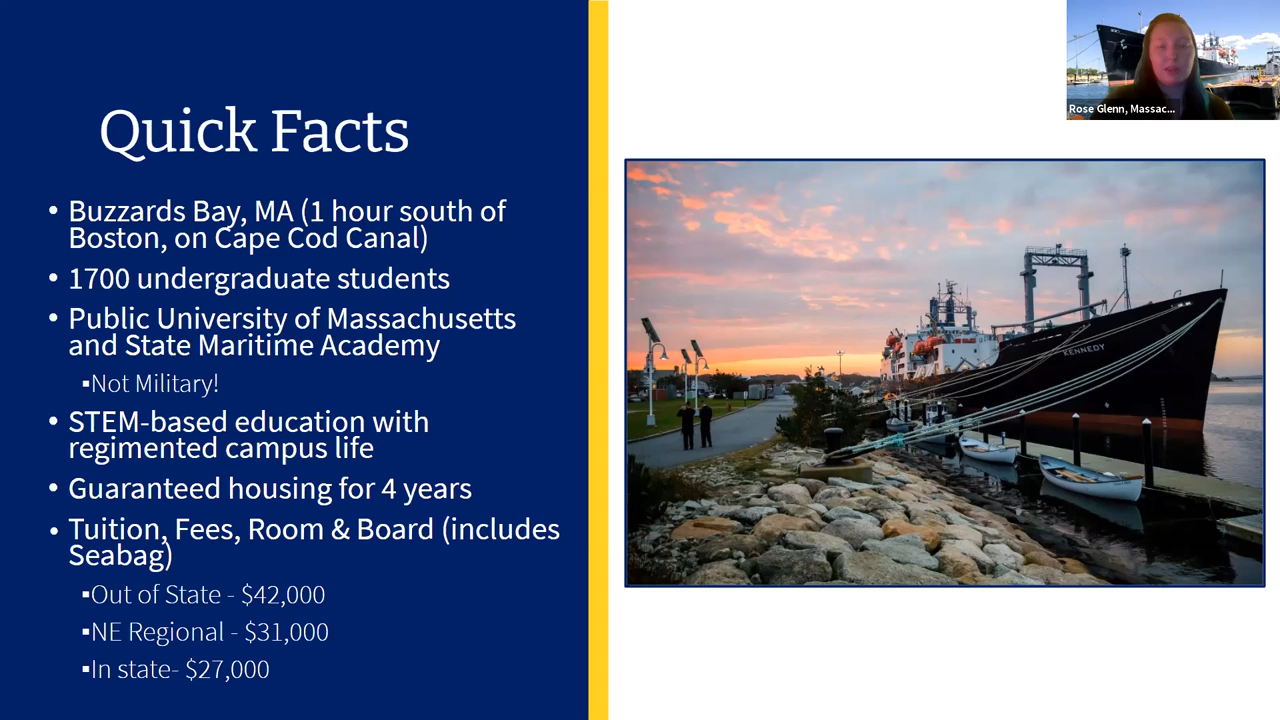 Quick Facts
• Buzzards Bay, MA (1 hour south of
Boston, on Cape Cod Canal)
• 1700 undergraduate students
• Public University of Massachusetts
and State Maritime Academy
▪Not Military!
• STEM-based education with
regimented campus life
• Guaranteed housing for 4 years
• Tuition, Fees, Room & Board (includes
Seabag)
▪Out of State - $42,000
▪NE Regional - $31,000
▪In state- $27,000
Rose Glenn, Massac...
KENNEDY